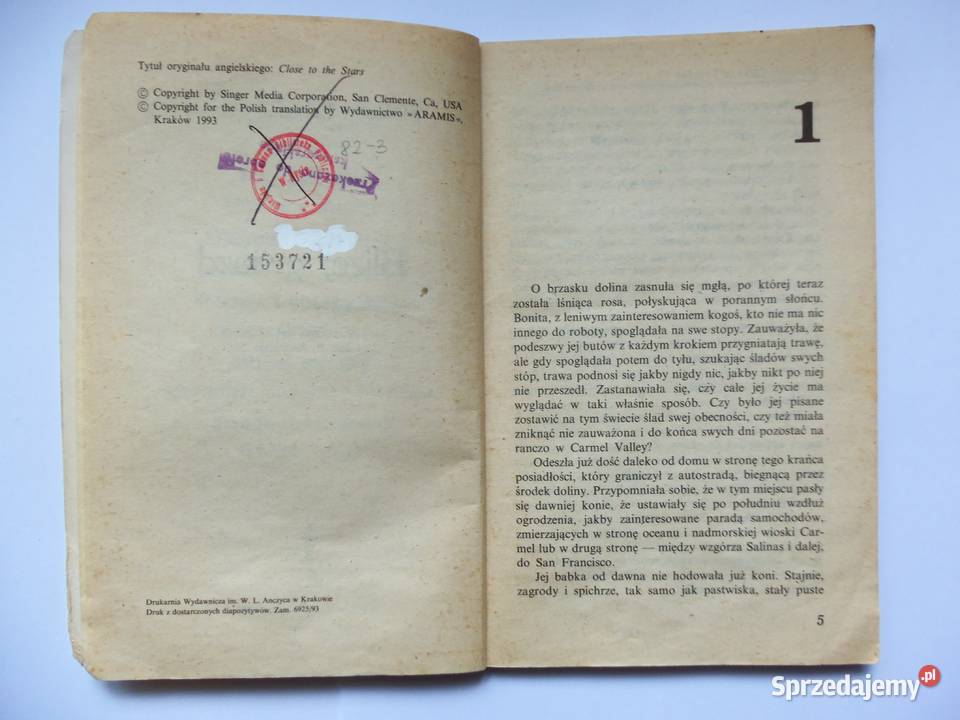 Tytuł oryginału angielskiego: Close to the Stars
© Copyright by Singer Media Corporation, San Clemente, Ca, USA
© Copyright for the Polish translation by Wydawnictwo »ARAMIS«,
Kraków 1993
82-3
153721
Drukarnia Wydawnicza im. W. L. Anczyca w Krakowie
Druk z dostarczonych diapozytywów. Zam. 6925/93
1
O brzasku dolina zasnuła się mgłą, po której teraz
została lśniąca rosa, połyskująca w porannym słońcu.
Bonita, z leniwym zainteresowaniem kogoś, kto nie ma nic
innego do roboty, spoglądała na swe stopy. Zauważyła, że
podeszwy jej butów z każdym krokiem przygniatają trawę,
ale gdy spoglądała potem do tyłu, szukając śladów swych
stóp, trawa podnosi się jakby nigdy nic, jakby nikt po niej
nie przeszedł. Zastanawiała się, czy całe jej życie ma
wyglądać w taki właśnie sposób. Czy było jej pisane
zostawić na tym świecie ślad swej obecności, czy też miała
zniknąć nie zauważona i do końca swych dni pozostać na
ranczo w Carmel Valley?
Odeszła już dość daleko od domu w stronę tego krańca
posiadłości, który graniczył z autostradą, biegnącą przez
środek doliny. Przypomniała sobie, że w tym miejscu pasły
się dawniej konie, że ustawiały się po południu wzdłuż
ogrodzenia, jakby zainteresowane paradą samochodów,
zmierzających w stronę oceanu i nadmorskiej wioski Car-
mel lub w drugą stronę — między wzgórza Salinas i dalej,
do San Francisco.
Jej babka od dawna nie hodowała już koni. Stajnie,
zagrody i spichrze, tak samo jak pastwiska, stały puste
5
Sprzedajemy.pl